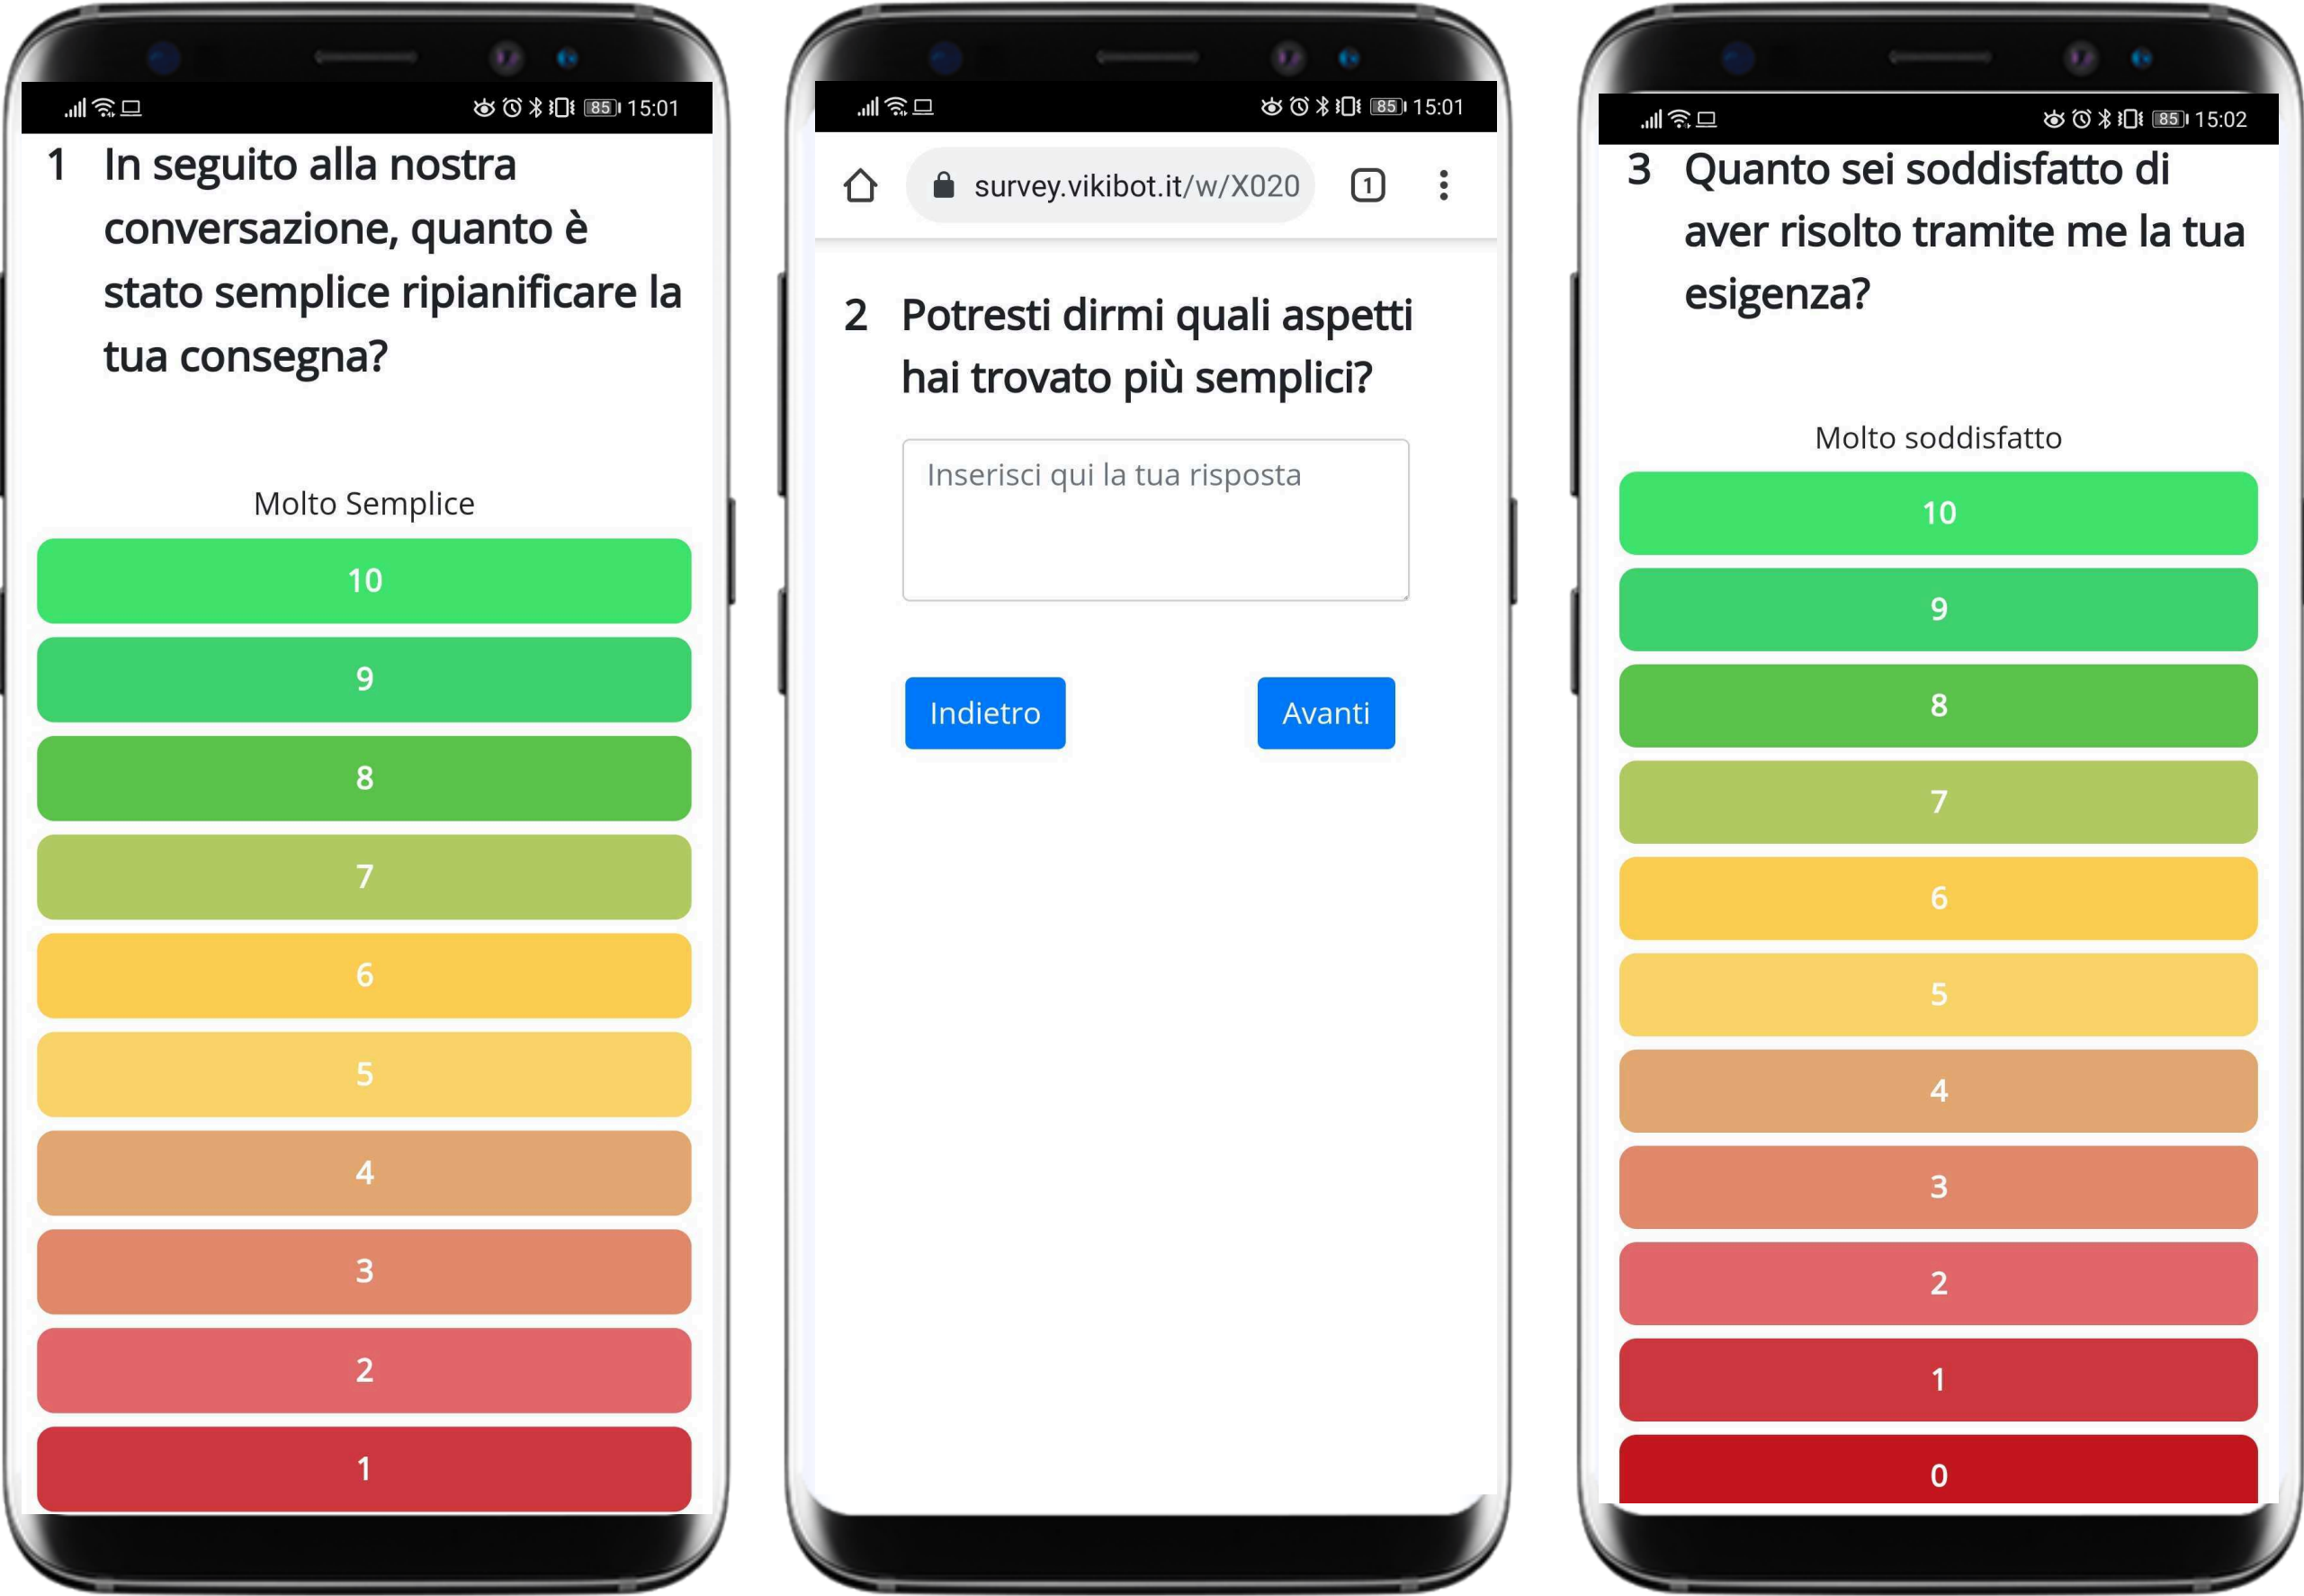 15:01
85
1 In seguito alla nostra
conversazione, quanto è
stato semplice ripianificare la
tua consegna?
Molto Semplice
10
9
8
7
6
5
4
3
2
1
85 15:01
survey.vikibot.it/w/X020
1
2 Potresti dirmi quali aspetti
hai trovato più semplici?
Inserisci qui la tua risposta
Indietro
Avanti
85 15:02
3 Quanto sei soddisfatto di
aver risolto tramite me la tua
esigenza?
Molto soddisfatto
10
9
8
7
6
5
4
3
2
1
0